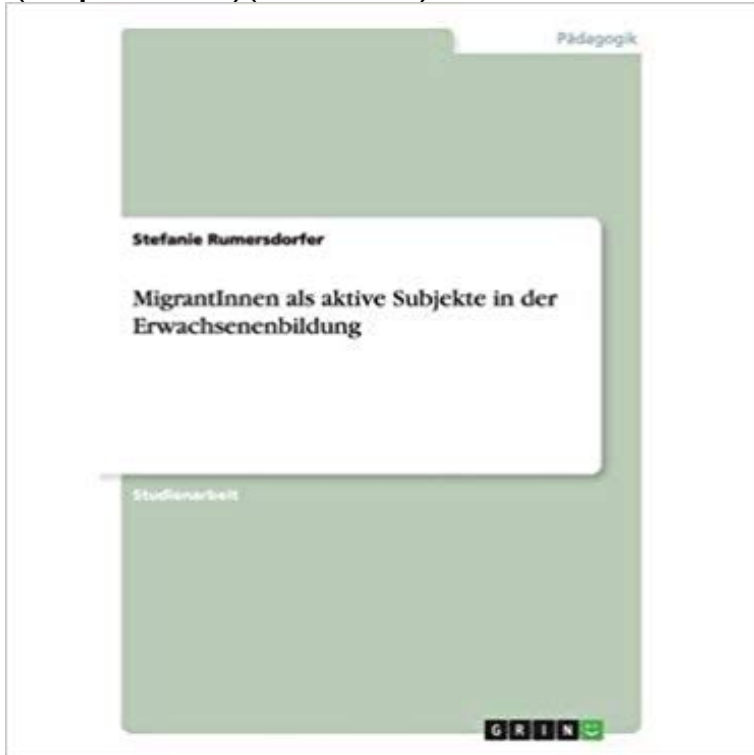 Pädagogik
Stefanie Rumersdorfer
MigrantInnen als aktive Subjekte in der
Erwachsenenbildung
Studienarbeit
GRIN